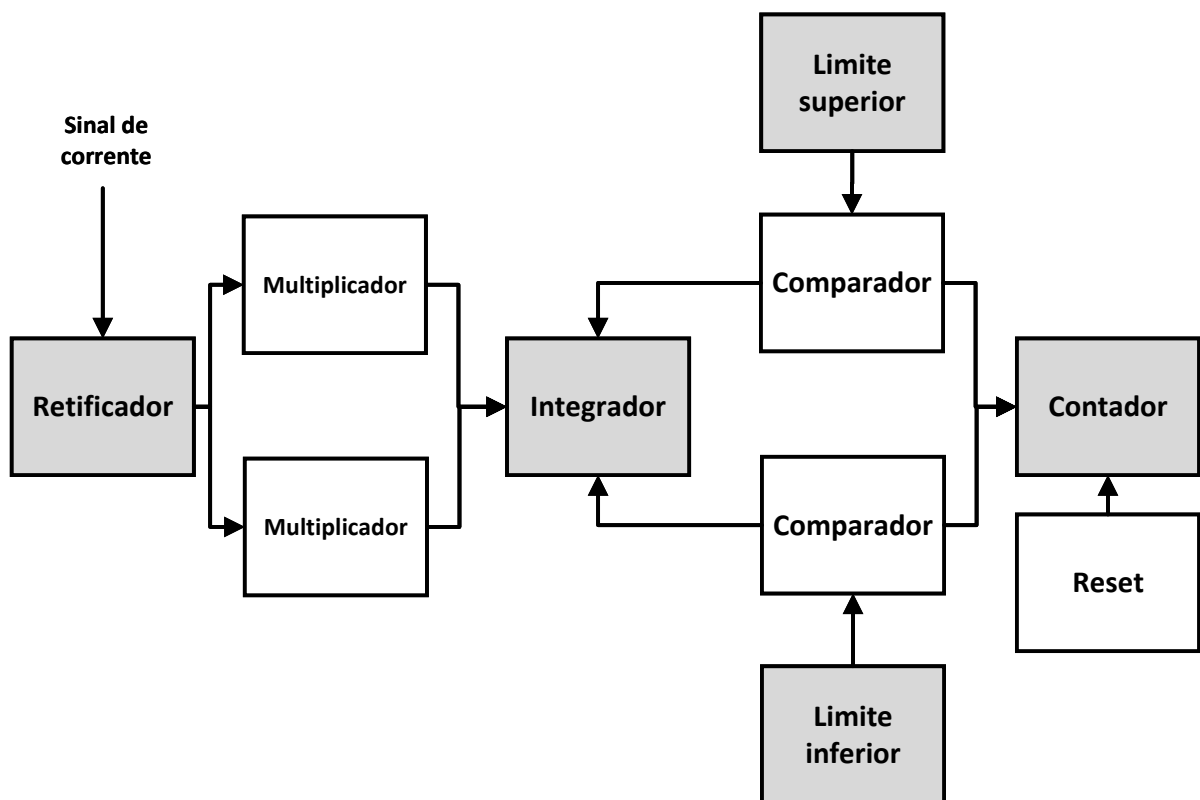 Limite
superior
Sinal de
corrente
Multiplicador
Comparador
Retificador
Integrador
Contador
Multiplicador
Comparador
Reset
Limite
inferior